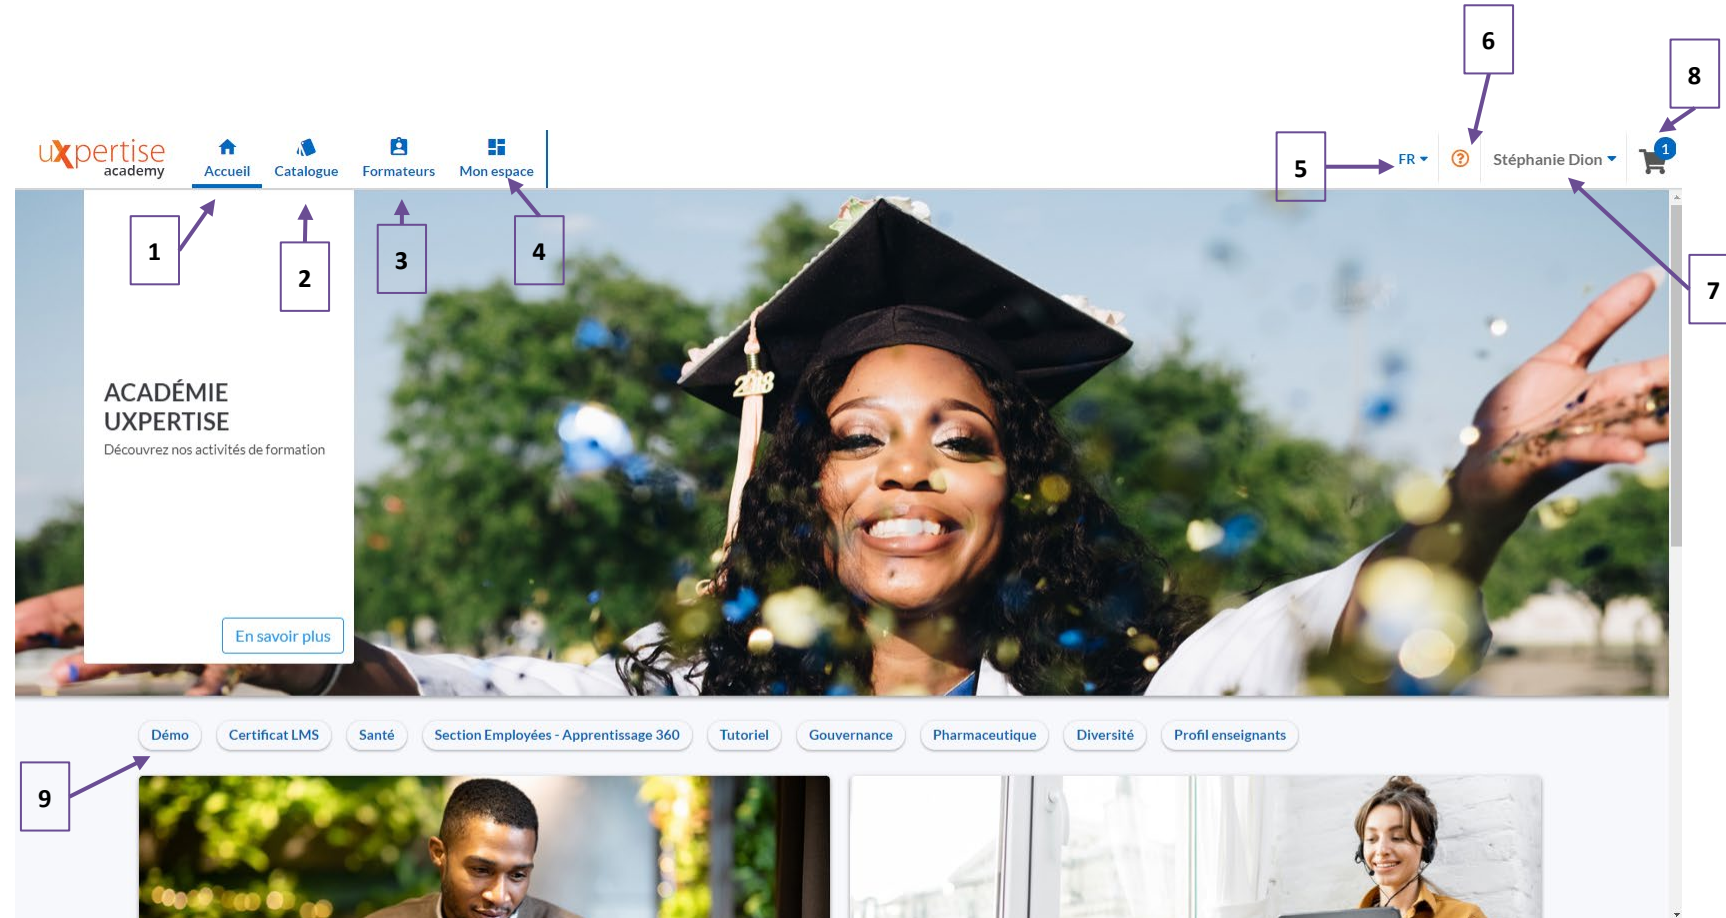 6
8
uxpertise
academy
Accueil
Catalogue
Formateurs
Mon espace
5
FR
?
Stéphanie Dion
1
1
2
3
4
7
2018
ACADÉMIE
UXPERTISE
Découvrez nos activités de formation
En savoir plus
Démo
Certificat LMS
Santé
Section Employées - Apprentissage 360
Tutoriel
Gouvernance
Pharmaceutique
Diversité
Profil enseignants
9